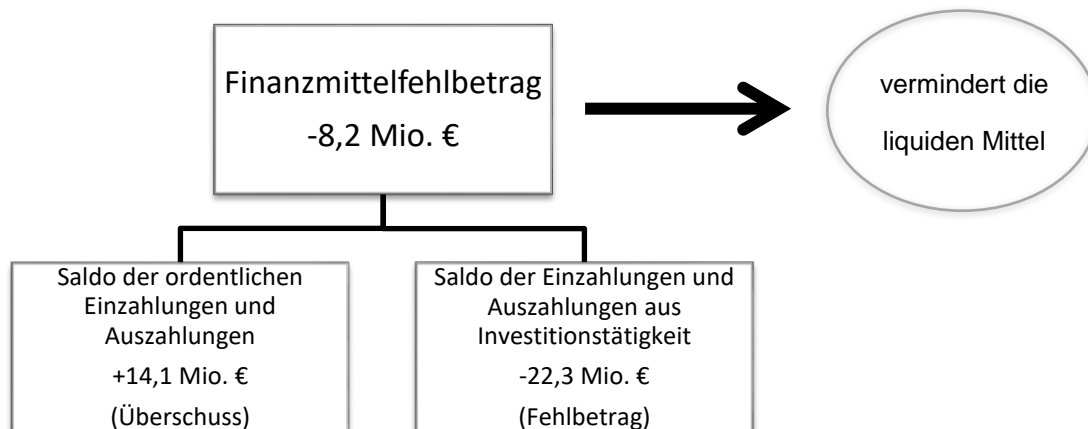 Finanzmittelfehlbetrag
-8,2 Mio. €
vermindert die
liquiden Mittel
Saldo der ordentlichen
Einzahlungen und
Auszahlungen
+14,1 Mio. €
(Überschuss)
Saldo der Einzahlungen und
Auszahlungen aus
Investitionstätigkeit
-22,3 Mio. €
(Fehlbetrag)